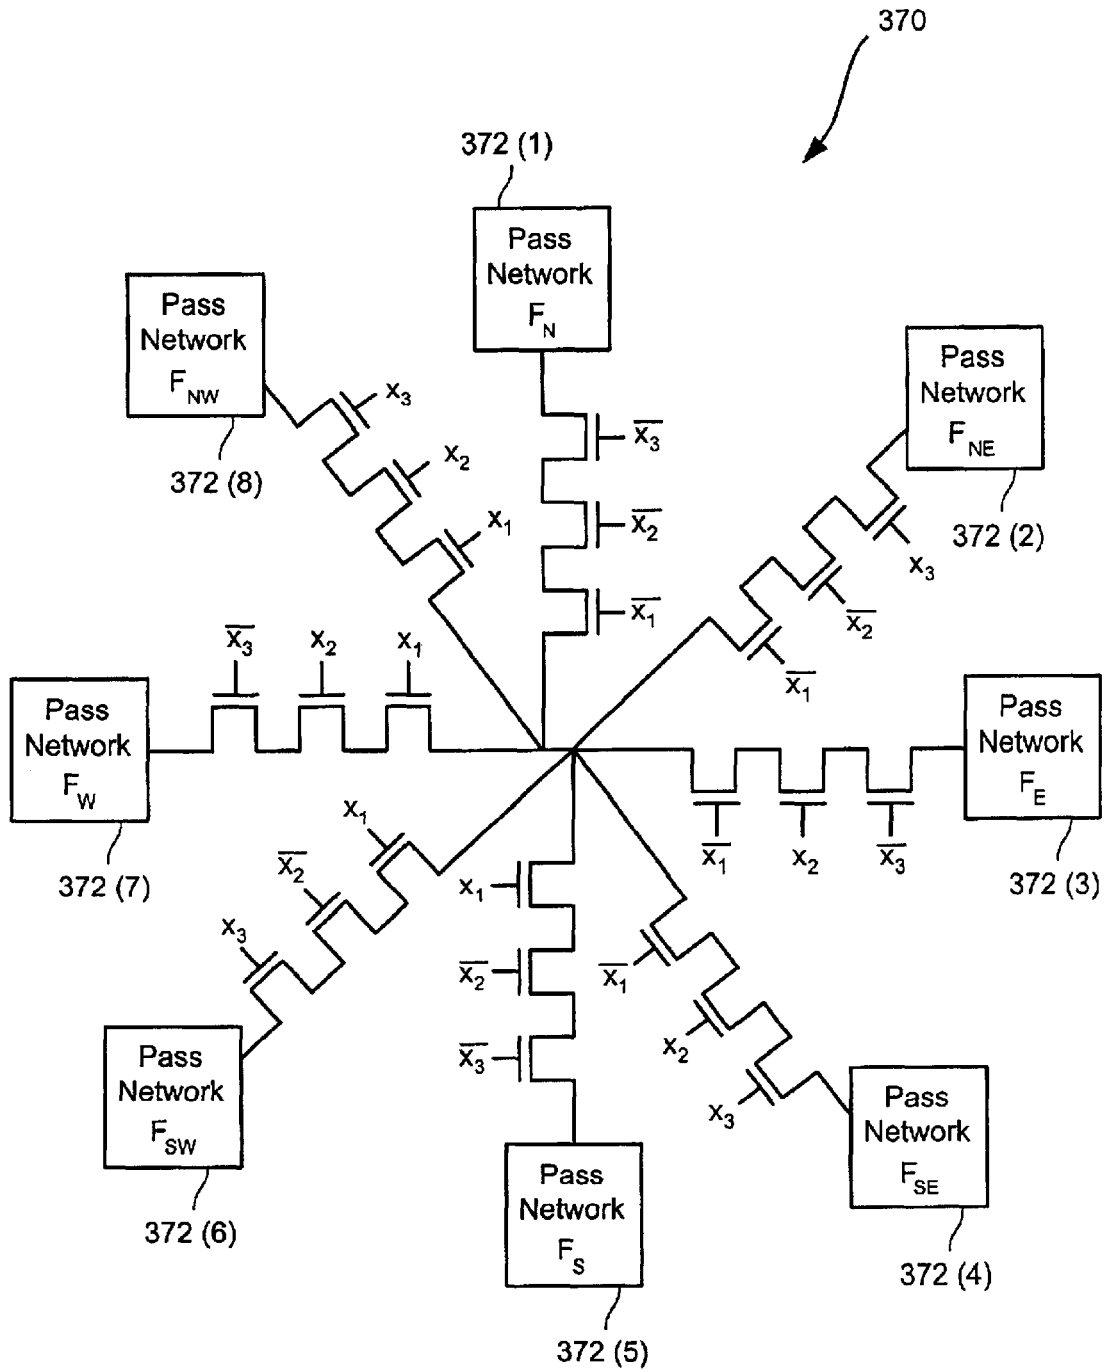 370
372 (1)
Pass
Network
F_N
Pass
Network
F_NW
372 (8)
Pass
Network
F_NE
372 (2)
x₃
x₂
x₁
x̅₃
x̅₂
x̅₁
x₃
x̅₂
x̅₁
x̅₃
x₂
x₁
Pass
Network
F_W
372 (7)
Pass
Network
F_E
372 (3)
x̅₁
x₂
x̅₃
x₁
x̅₂
x₃
x₁
x̅₂
x̅₃
x̅₁
x₂
x₃
Pass
Network
F_SW
372 (6)
Pass
Network
F_SE
372 (4)
Pass
Network
F_S
372 (5)